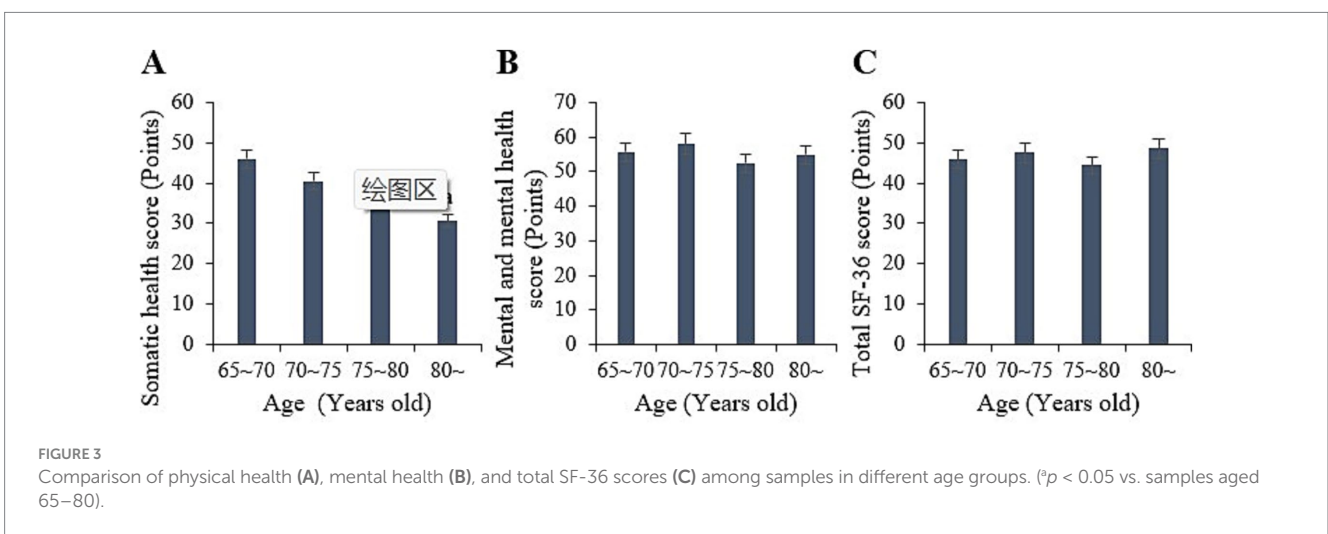 A
Somatic health score (Points)
60
50
40
30
20
10
0
绘图区
a
65~70 70~75 75~80 80~
Age (Years old)
B
Mental and mental health
score (Points)
70
60
50
40
30
20
10
0
65~70 70~75 75~80 80~
Age (Years old)
C
Total SF-36 score (Points)
60
50
40
30
20
10
0
65~70 70~75 75~80 80~
Age (Years old)
FIGURE 3
Comparison of physical health (A), mental health (B), and total SF-36 scores (C) among samples in different age groups. (ᵃp < 0.05 vs. samples aged
65–80).